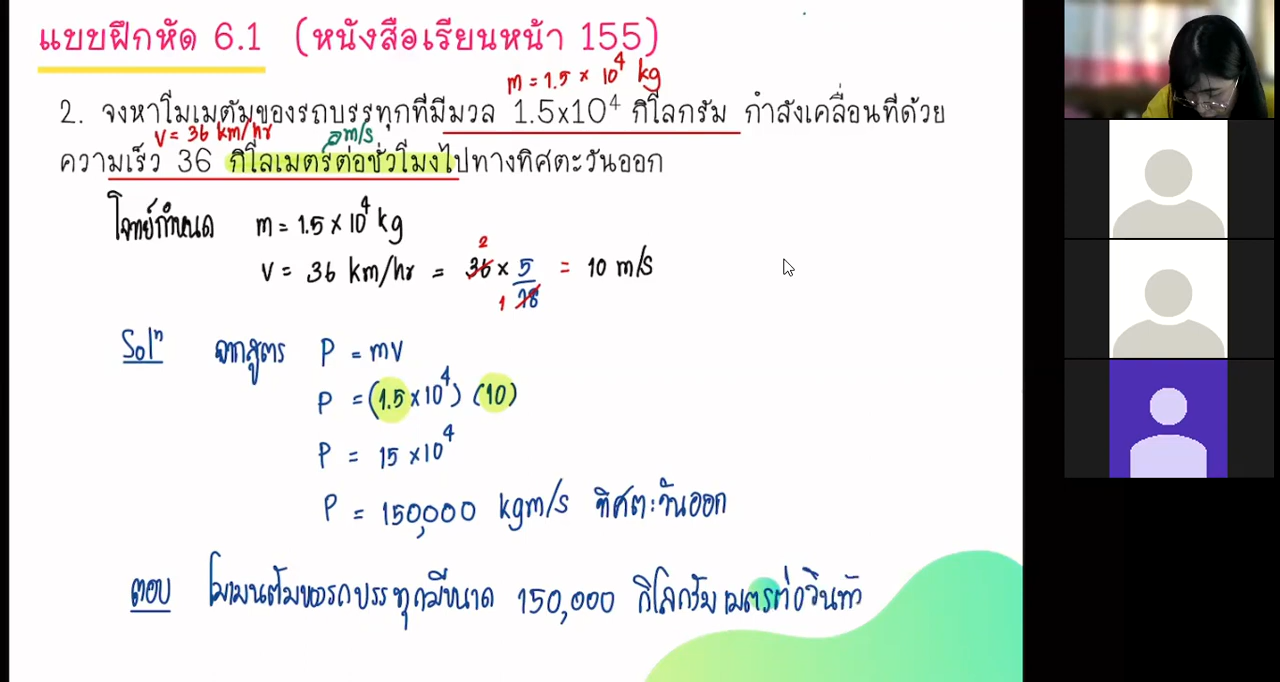 แบบฝึกหัด 6.1 (หนังสือเรียนหน้า 155)
m = 1.5 × 10⁴ kg
2. จงหาโมเมตัมของรถบรรทุกที่มีมวล 1.5x10⁴ กิโลกรัม กำลังเคลื่อนที่ด้วย
v = 36 km/hr → m/s
ความเร็ว 36 กิโลเมตรต่อชั่วโมงไปทางทิศตะวันออก
โจทย์กำหนด m = 1.5 × 10⁴ kg
v = 36 km/hr = 36 × 5/18 = 10 m/s
2
1
Solⁿ จากสูตร P = mv
P = (1.5 × 10⁴) (10)
P = 15 × 10⁴
P = 150,000 kgm/s ทิศตะวันออก
ตอบ โมเมนตัมของรถบรรทุกมีขนาด 150,000 กิโลกรัมเมตรต่อวินาที